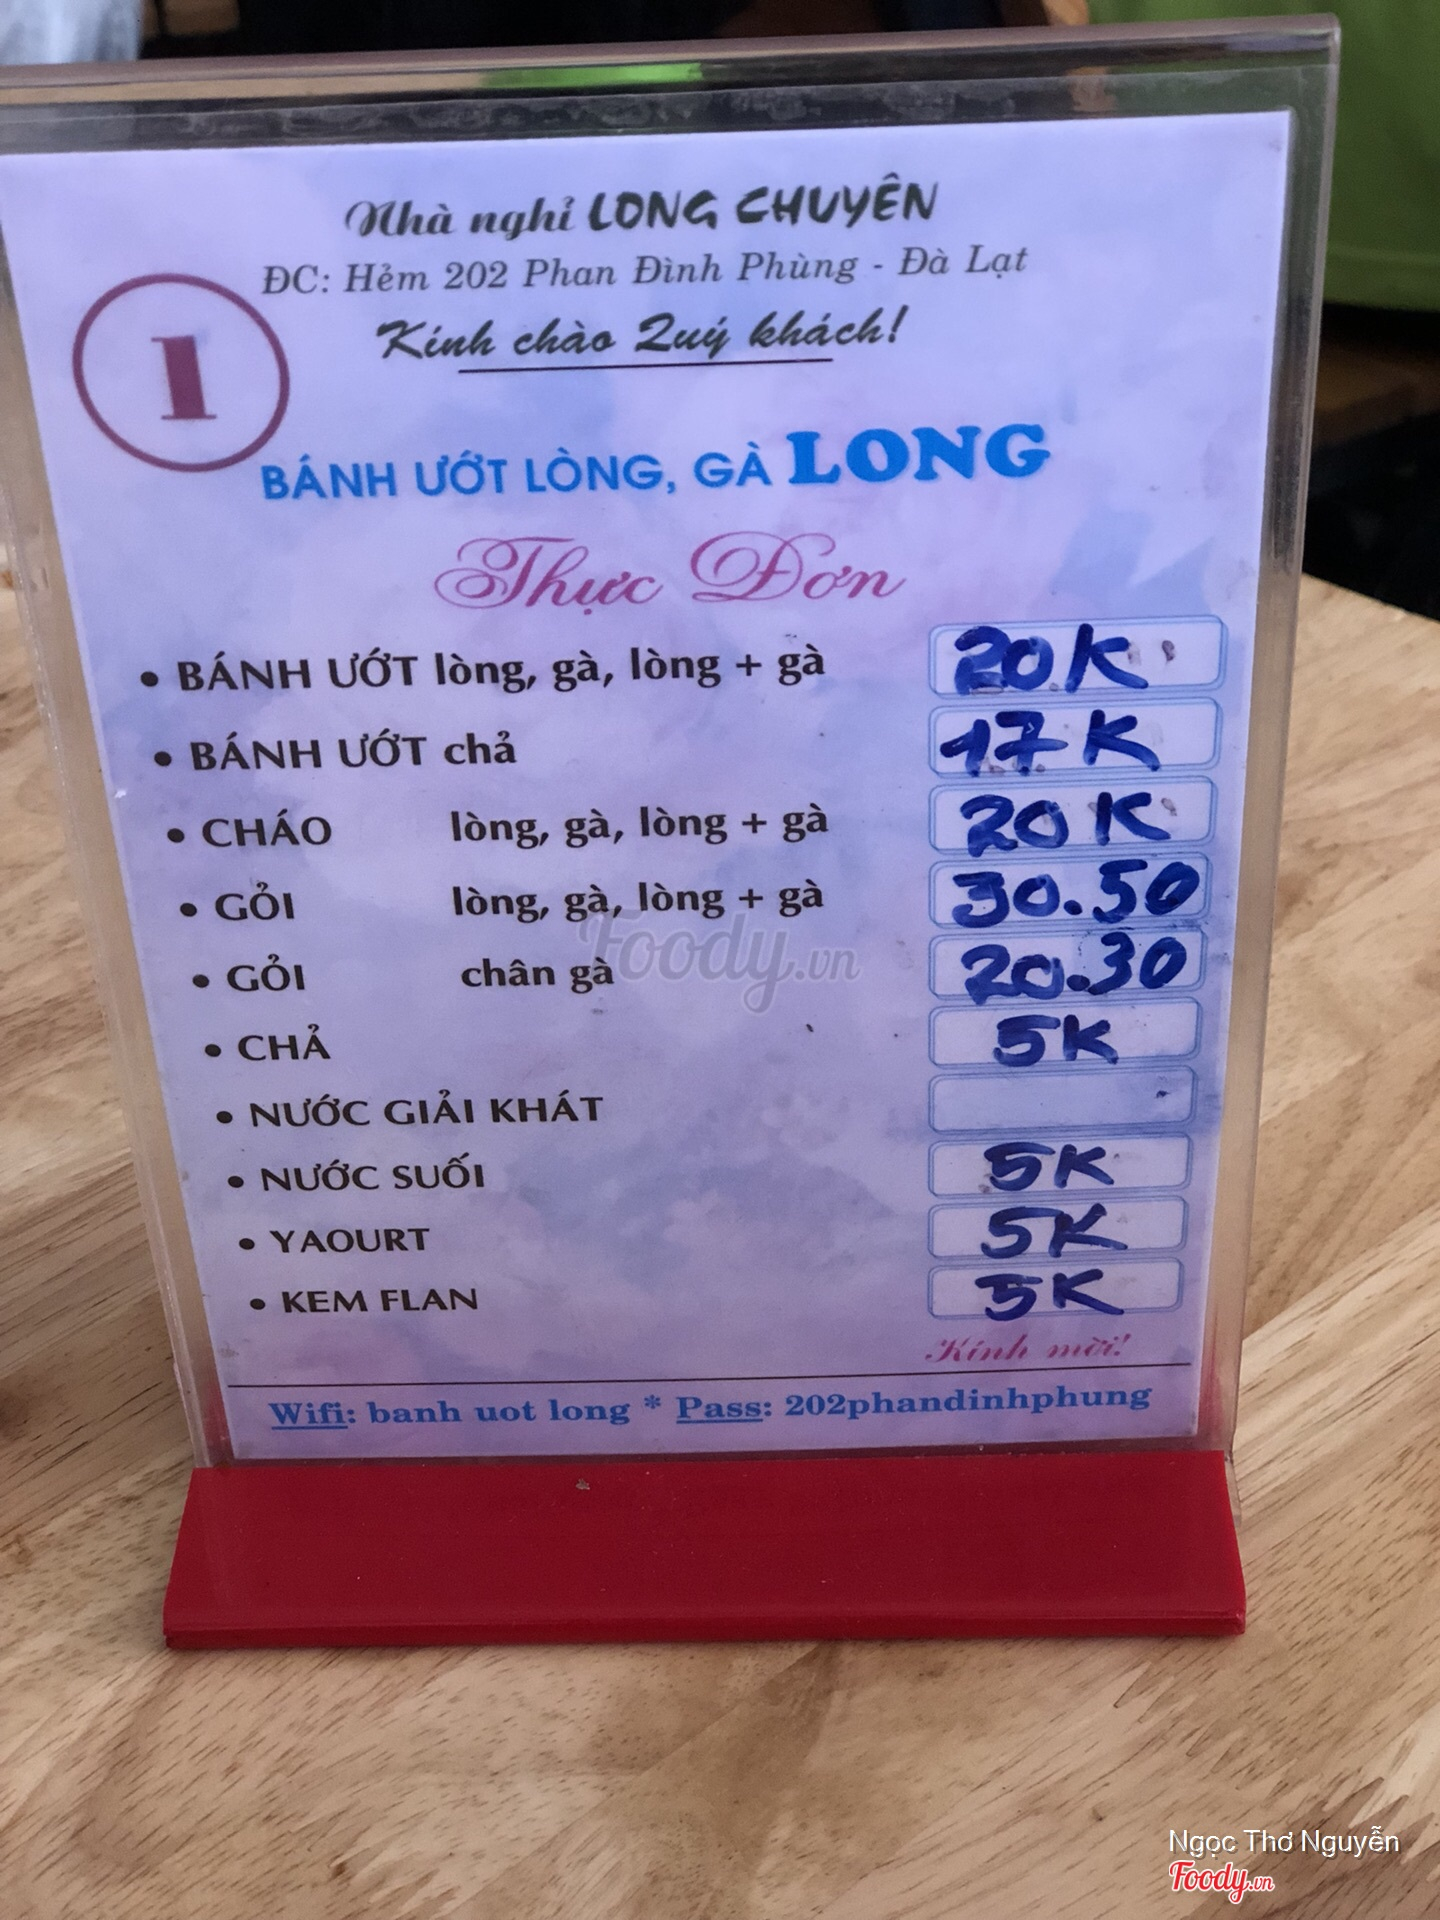 Nhà nghỉ LONG CHUYÊN
ĐC: Hẻm 202 Phan Đình Phùng - Đà Lạt
Kính chào Quý khách!
1
BÁNH ƯỚT LÒNG, GÀ LONG
Thực Đơn
• BÁNH ƯỚT lòng, gà, lòng + gà 20K
• BÁNH ƯỚT chả 17K
• CHÁO lòng, gà, lòng + gà 20K
• GỎI lòng, gà, lòng + gà 30.50
• GỎI chân gà 20.30
• CHẢ 5K
• NƯỚC GIẢI KHÁT
• NƯỚC SUỐI 5K
• YAOURT 5K
• KEM FLAN 5K
Kính mời!
Wifi: banh uot long * Pass: 202phandinhphung
Foody.vn
Ngọc Thơ Nguyễn
Foody.vn